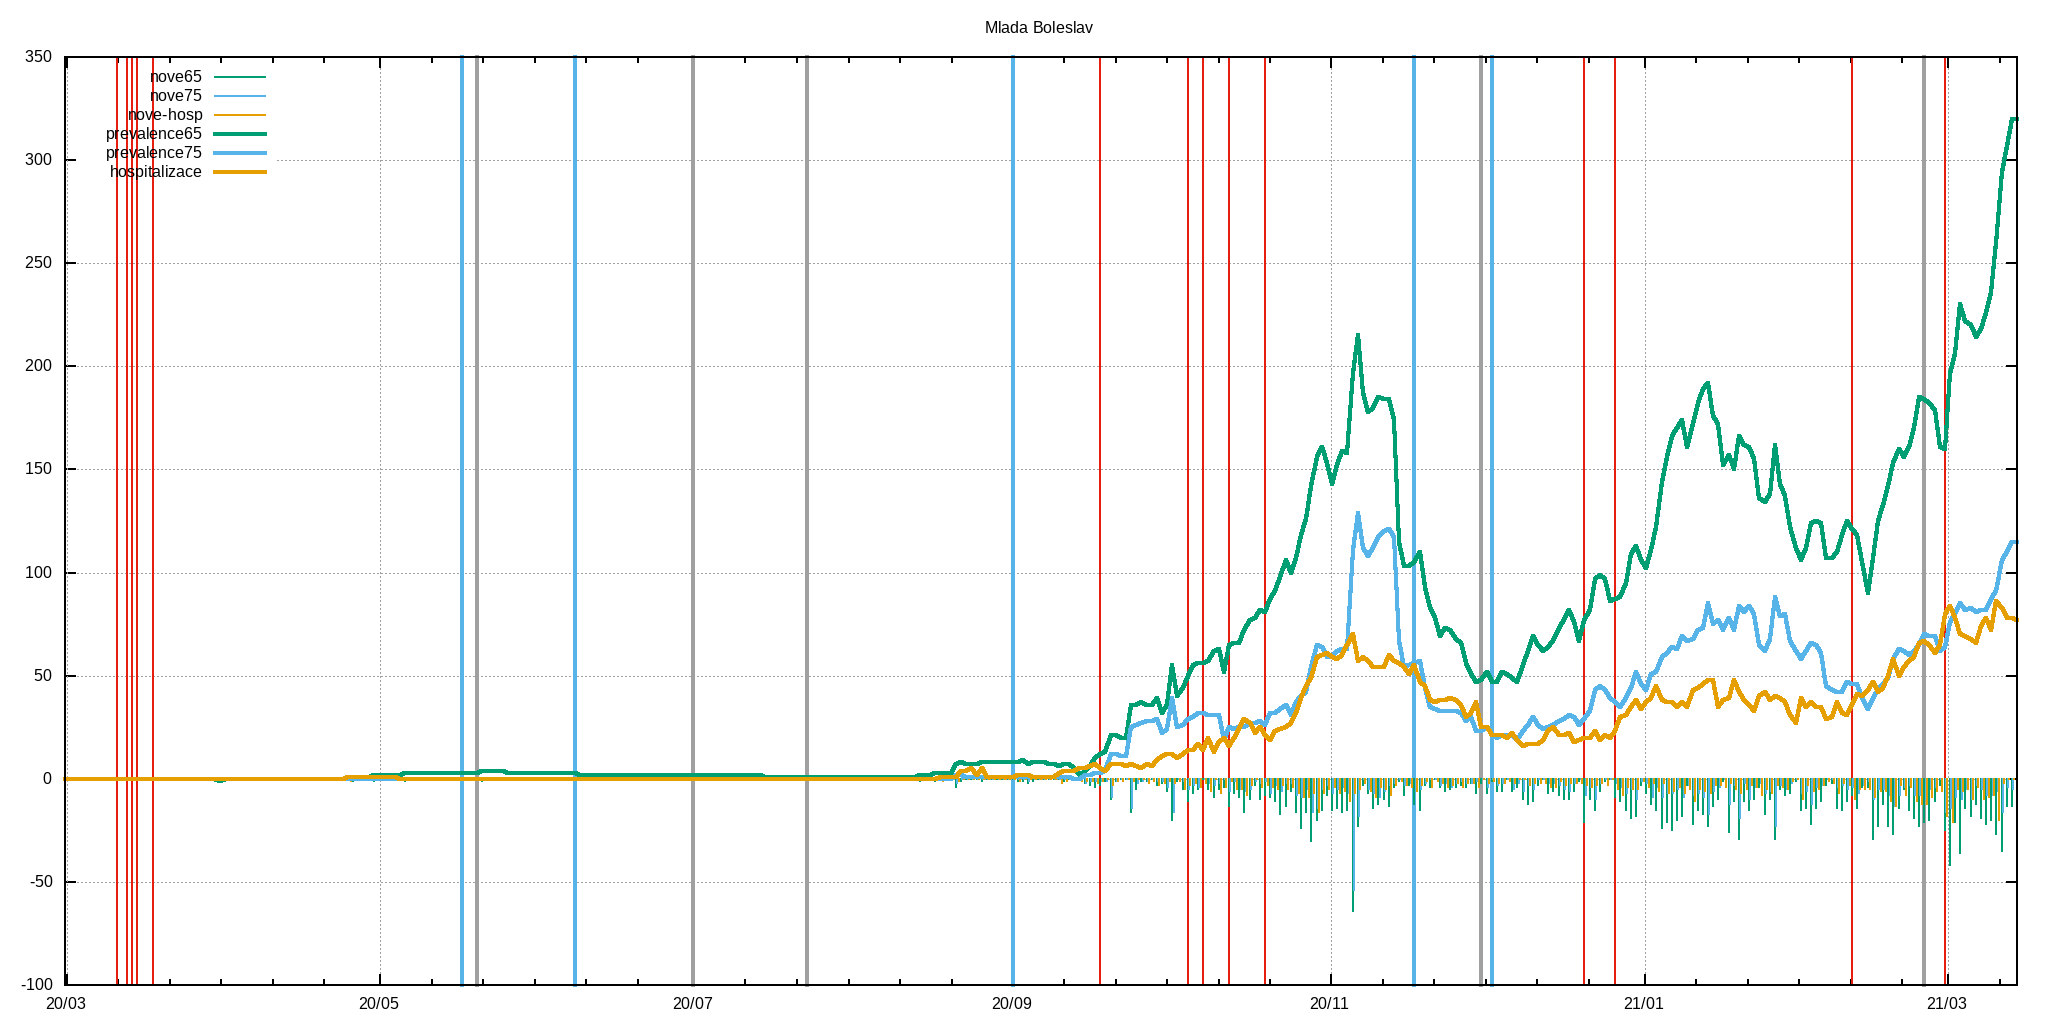 Mlada Boleslav
350
300
250
200
150
100
50
0
-50
-100
nove65
nove75
nove-hosp
prevalence65
prevalence75
hospitalizace
20/03 20/05 20/07 20/09 20/11 21/01 21/03